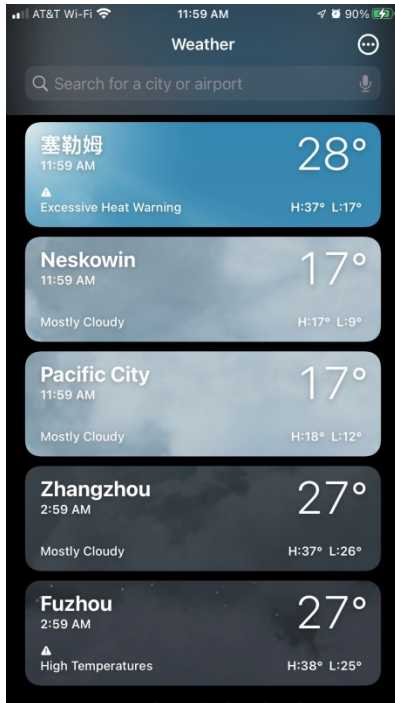 AT&T Wi-Fi 11:59 AM 90%
Weather
Search for a city or airport
塞勒姆 28°
11:59 AM
Excessive Heat Warning H:37° L:17°
Neskowin 17°
11:59 AM
Mostly Cloudy H:17° L:9°
Pacific City 17°
11:59 AM
Mostly Cloudy H:18° L:12°
Zhangzhou 27°
2:59 AM
Mostly Cloudy H:37° L:26°
Fuzhou 27°
2:59 AM
High Temperatures H:38° L:25°